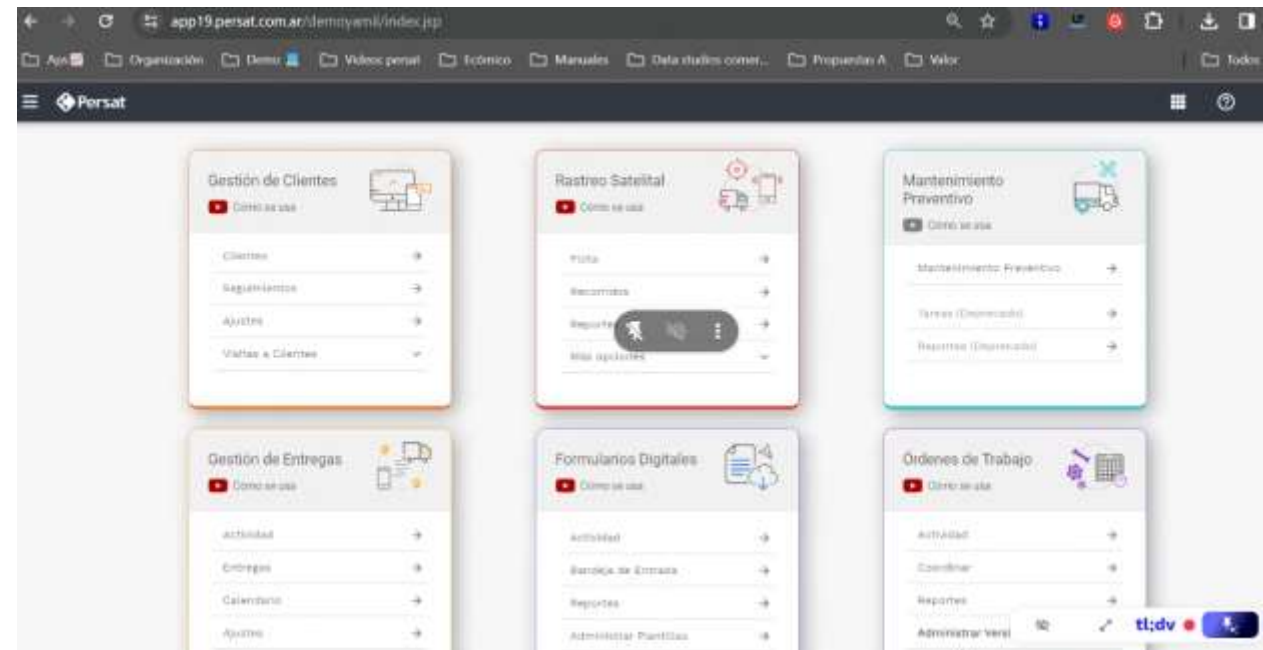 app19.persat.com.ar/demoyamil/index.jsp
Organización Demo Videos persat Ecónico Manuales Data studios comer... Propuestas A Valor Todos
Persat
Gestión de Clientes
Cómo se usa
Clientes
Seguimientos
Ajustes
Visitas a Clientes
Rastreo Satelital
Cómo se usa
Flota
Recorridos
Reportes
Más opciones
Mantenimiento
Preventivo
Cómo se usa
Mantenimiento Preventivo
Tareas (Deprecado)
Reportes (Deprecado)
Gestión de Entregas
Cómo se usa
Actividad
Entregas
Calendario
Ajustes
Formularios Digitales
Cómo se usa
Actividad
Bandeja de Entrada
Reportes
Administrar Plantillas
Órdenes de Trabajo
Cómo se usa
Actividad
Coordinar
Reportes
Administrar Versi
tl;dv